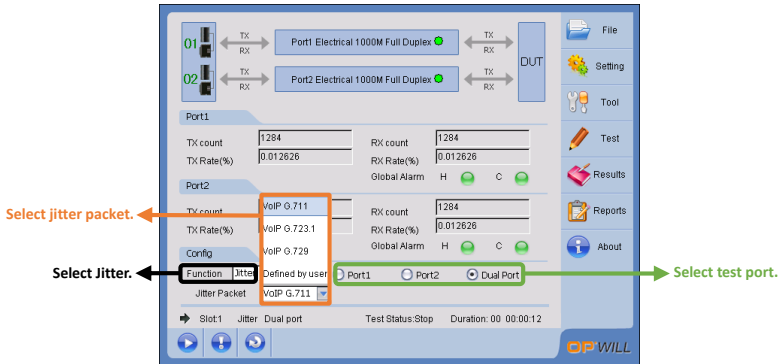 01 TX RX Port1 Electrical 1000M Full Duplex TX RX DUT
02 TX RX Port2 Electrical 1000M Full Duplex TX RX
Port1
TX count 1284 RX count 1284
TX Rate(%) 0.012626 RX Rate(%) 0.012626
Global Alarm H C
Port2
TX count RX count 1284
TX Rate(%) RX Rate(%) 0.012626
Global Alarm H C
VoIP G.711
VoIP G.723.1
VoIP G.729
Defined by user
Config
Function Jitter Port1 Port2 Dual Port
Jitter Packet VoIP G.711
Slot:1 Jitter Dual port Test Status:Stop Duration: 00 00:00:12
File
Setting
Tool
Test
Results
Reports
About
OPWILL
Select jitter packet.
Select Jitter.
Select test port.